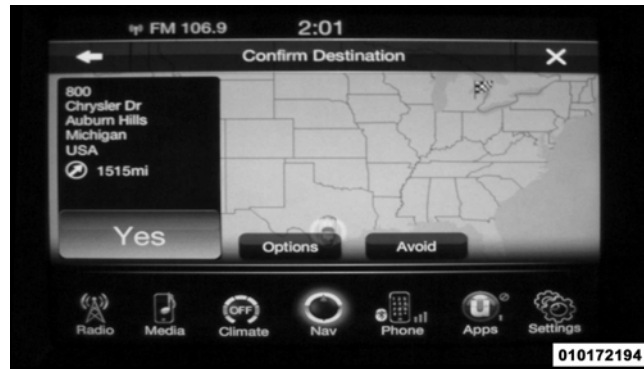 FM 106.9 2:01
Confirm Destination
800
Chrysler Dr
Auburn Hills
Michigan
USA
1515mi
Yes
Options Avoid
OFF
Radio Media Climate Nav Phone Apps Settings
010172194